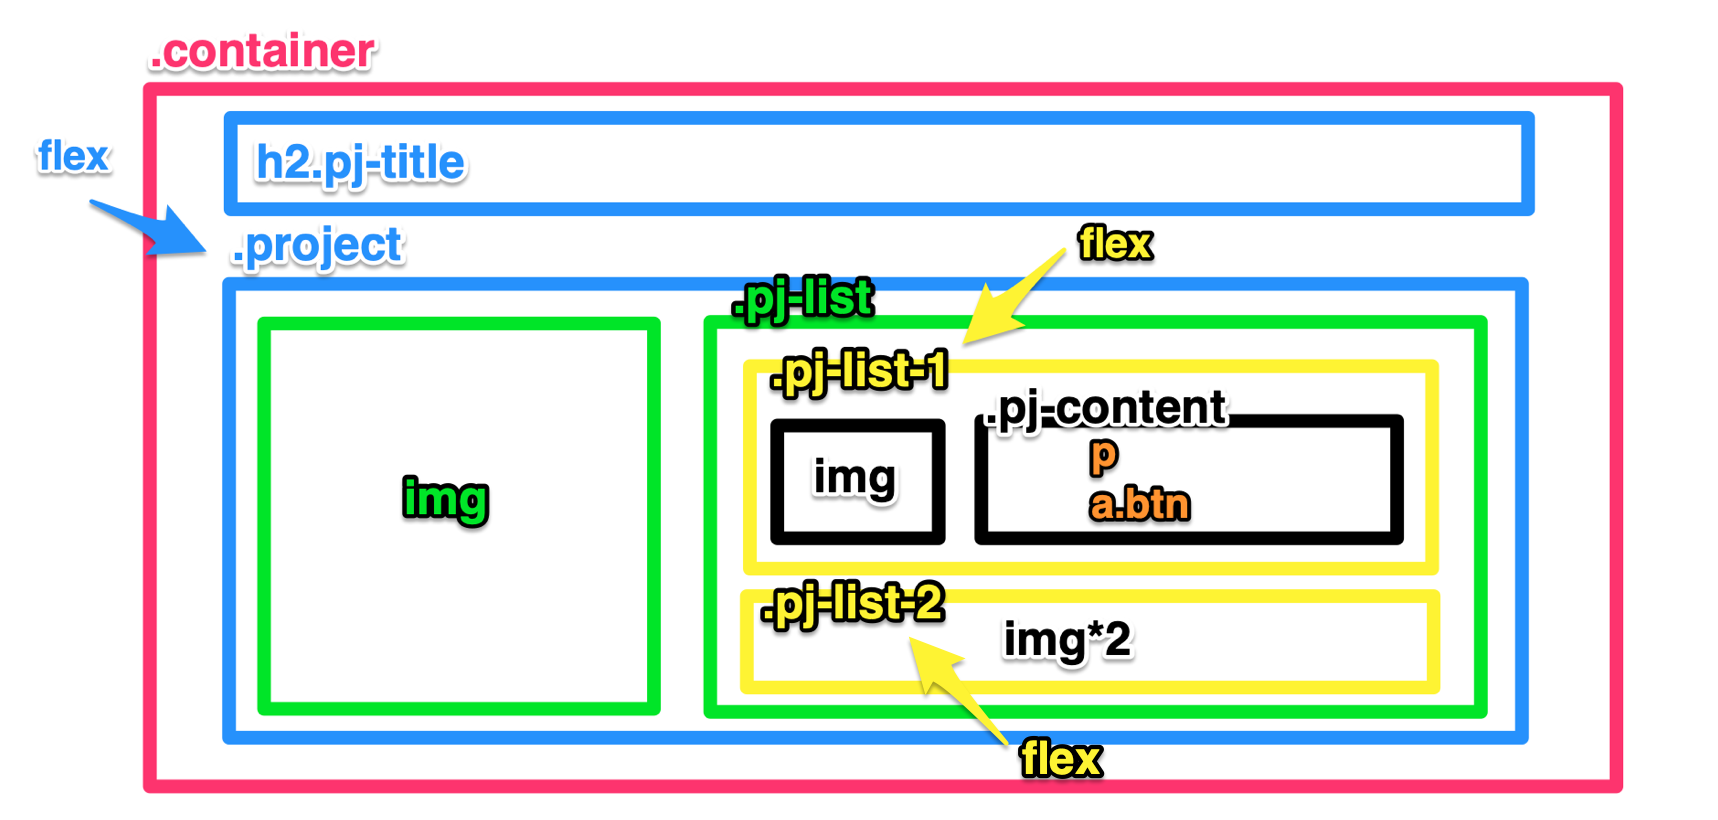 .container
flex
h2.pj-title
.project
flex
.pj-list
.pj-list-1
.pj-content
img
p
a.btn
img
.pj-list-2
img*2
flex